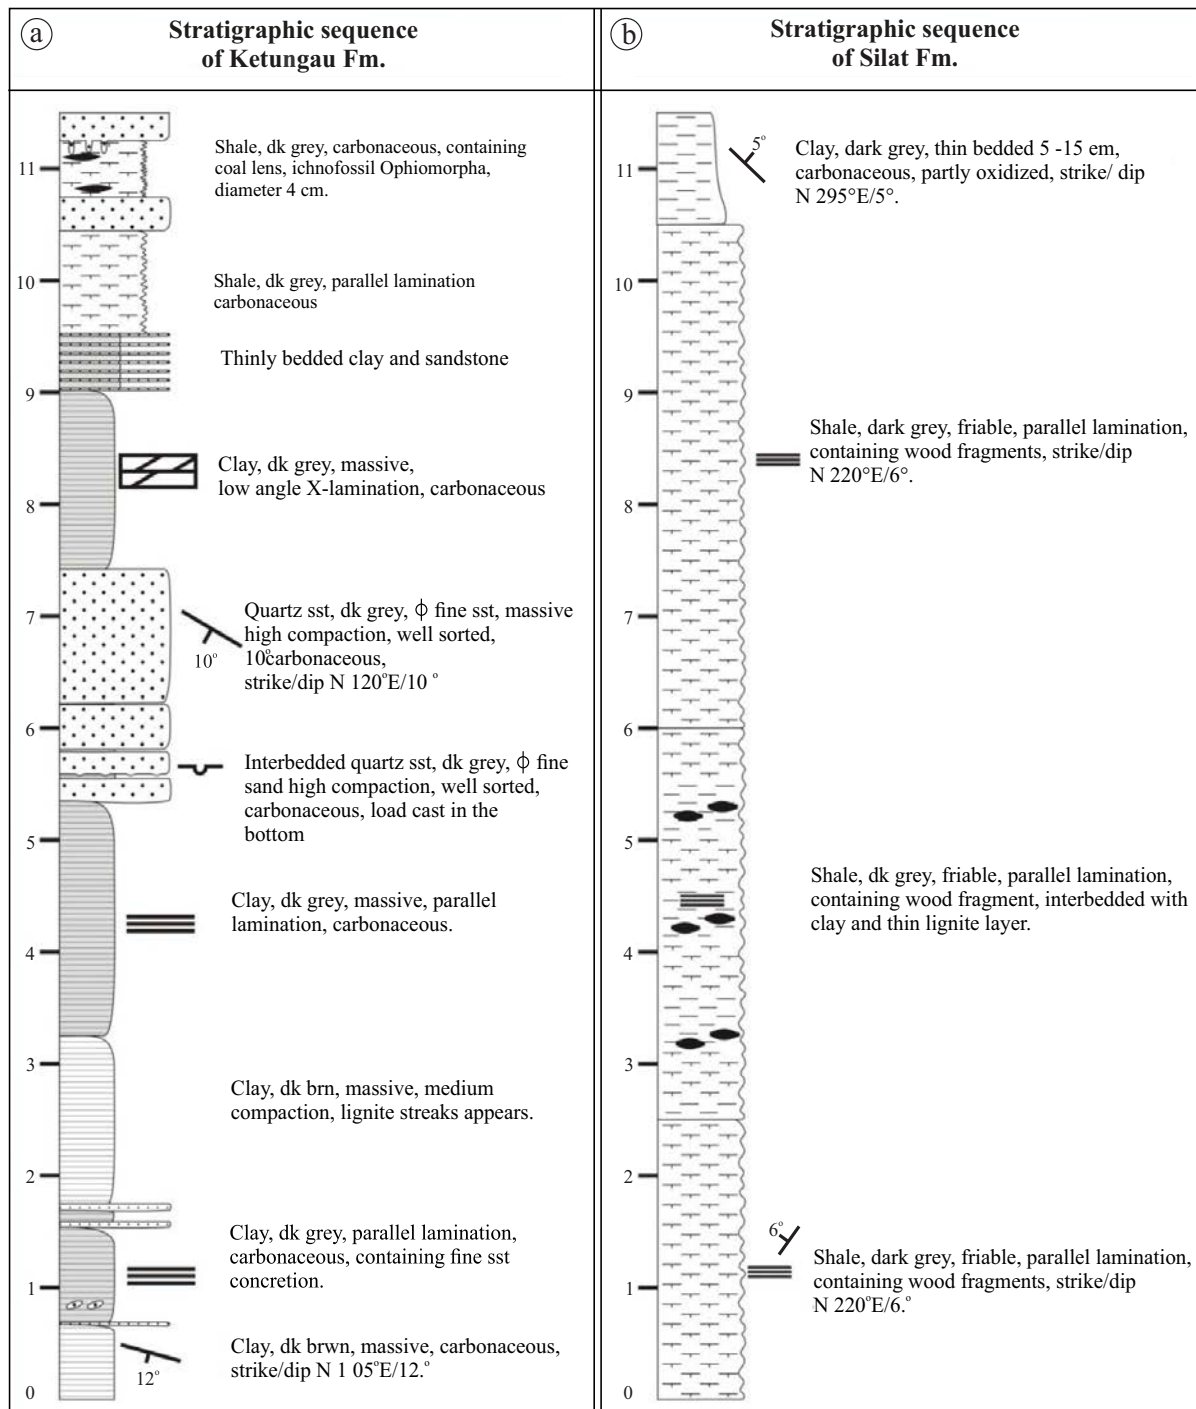 a
Stratigraphic sequence
of Ketungau Fm.
11
10
9
8
7
6
5
4
3
2
1
0
Shale, dk grey, carbonaceous, containing
coal lens, ichnofossil Ophiomorpha,
diameter 4 cm.
Shale, dk grey, parallel lamination
carbonaceous
Thinly bedded clay and sandstone
Clay, dk grey, massive,
low angle X-lamination, carbonaceous
10°
Quartz sst, dk grey, ϕ fine sst, massive
high compaction, well sorted,
10°carbonaceous,
strike/dip N 120°E/10 °
Interbedded quartz sst, dk grey, ϕ fine
sand high compaction, well sorted,
carbonaceous, load cast in the
bottom
Clay, dk grey, massive, parallel
lamination, carbonaceous.
Clay, dk brn, massive, medium
compaction, lignite streaks appears.
Clay, dk grey, parallel lamination,
carbonaceous, containing fine sst
concretion.
12°
Clay, dk brwn, massive, carbonaceous,
strike/dip N 1 05°E/12.°
b
Stratigraphic sequence
of Silat Fm.
11
10
9
8
7
6
5
4
3
2
1
0
5°
Clay, dark grey, thin bedded 5 -15 em,
carbonaceous, partly oxidized, strike/ dip
N 295°E/5°.
Shale, dark grey, friable, parallel lamination,
containing wood fragments, strike/dip
N 220°E/6°.
Shale, dk grey, friable, parallel lamination,
containing wood fragment, interbedded with
clay and thin lignite layer.
6°
Shale, dark grey, friable, parallel lamination,
containing wood fragments, strike/dip
N 220°E/6.°